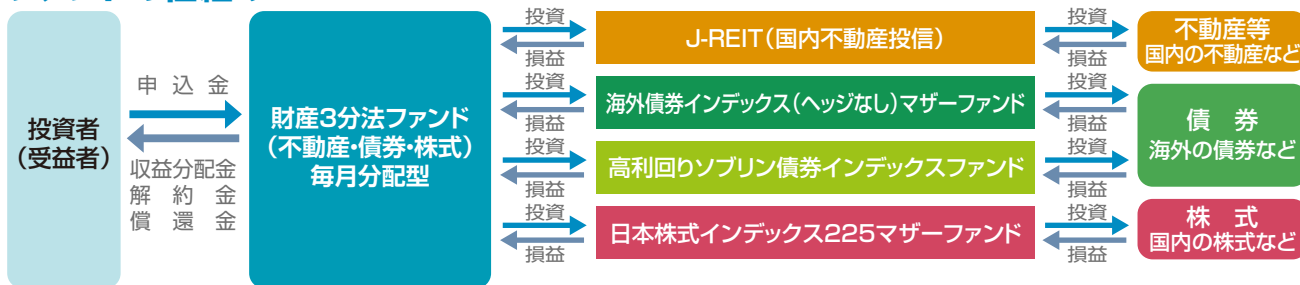 投資者
(受益者)
申込金
収益分配金
解約金
償還金
財産3分法ファンド
(不動産・債券・株式)
毎月分配型
投資
損益
J-REIT(国内不動産投信)
投資
損益
不動産等
国内の不動産など
投資
損益
海外債券インデックス(ヘッジなし)マザーファンド
投資
損益
債券
海外の債券など
投資
損益
高利回りソブリン債券インデックスファンド
投資
損益
投資
損益
日本株式インデックス225マザーファンド
投資
損益
株式
国内の株式など